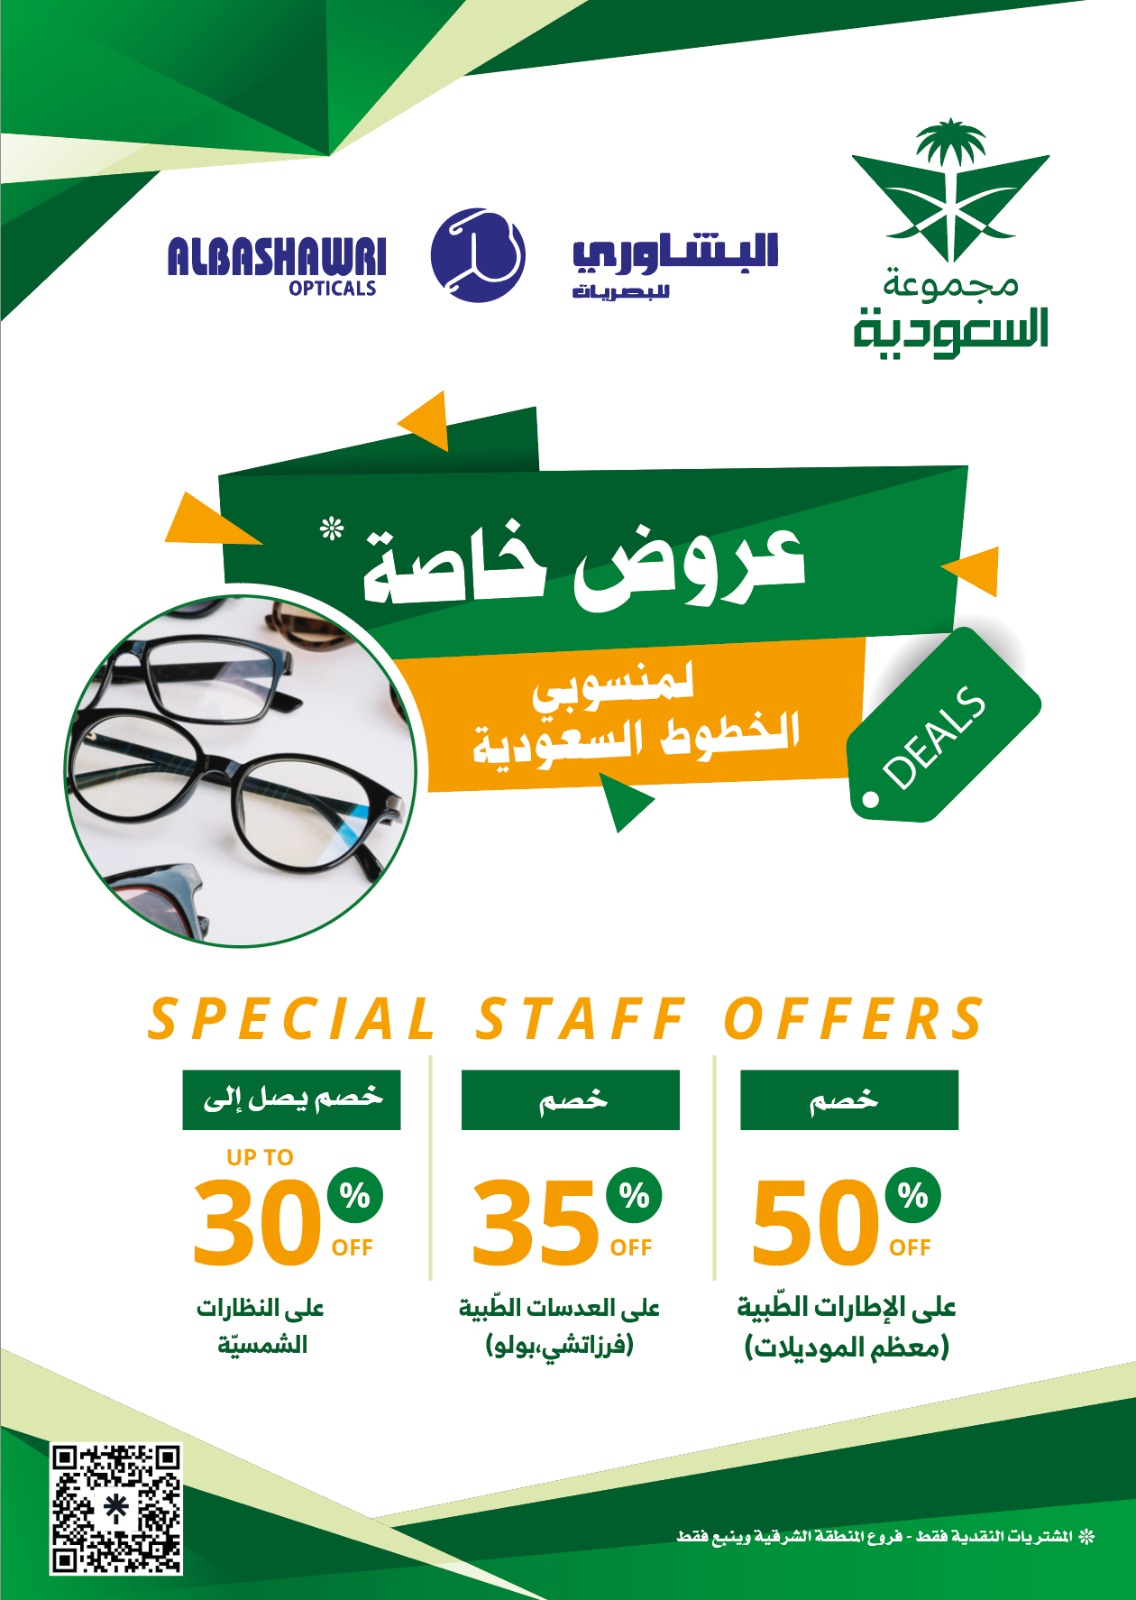 ALBASHAWRI
OPTICALS
البشاوري
للبصريات
مجموعة
السعودية
عروض خاصة *
لمنسوبي
الخطوط السعودية
DEALS
SPECIAL STAFF OFFERS
خصم
50% OFF
على الإطارات الطّبية
(معظم الموديلات)
خصم
35% OFF
على العدسات الطّبية
(فرزاتشي،بولو)
خصم يصل إلى
UP TO
30% OFF
على النظارات
الشمسيّة
* المشتريات النقدية فقط - فروع المنطقة الشرقية وينبع فقط